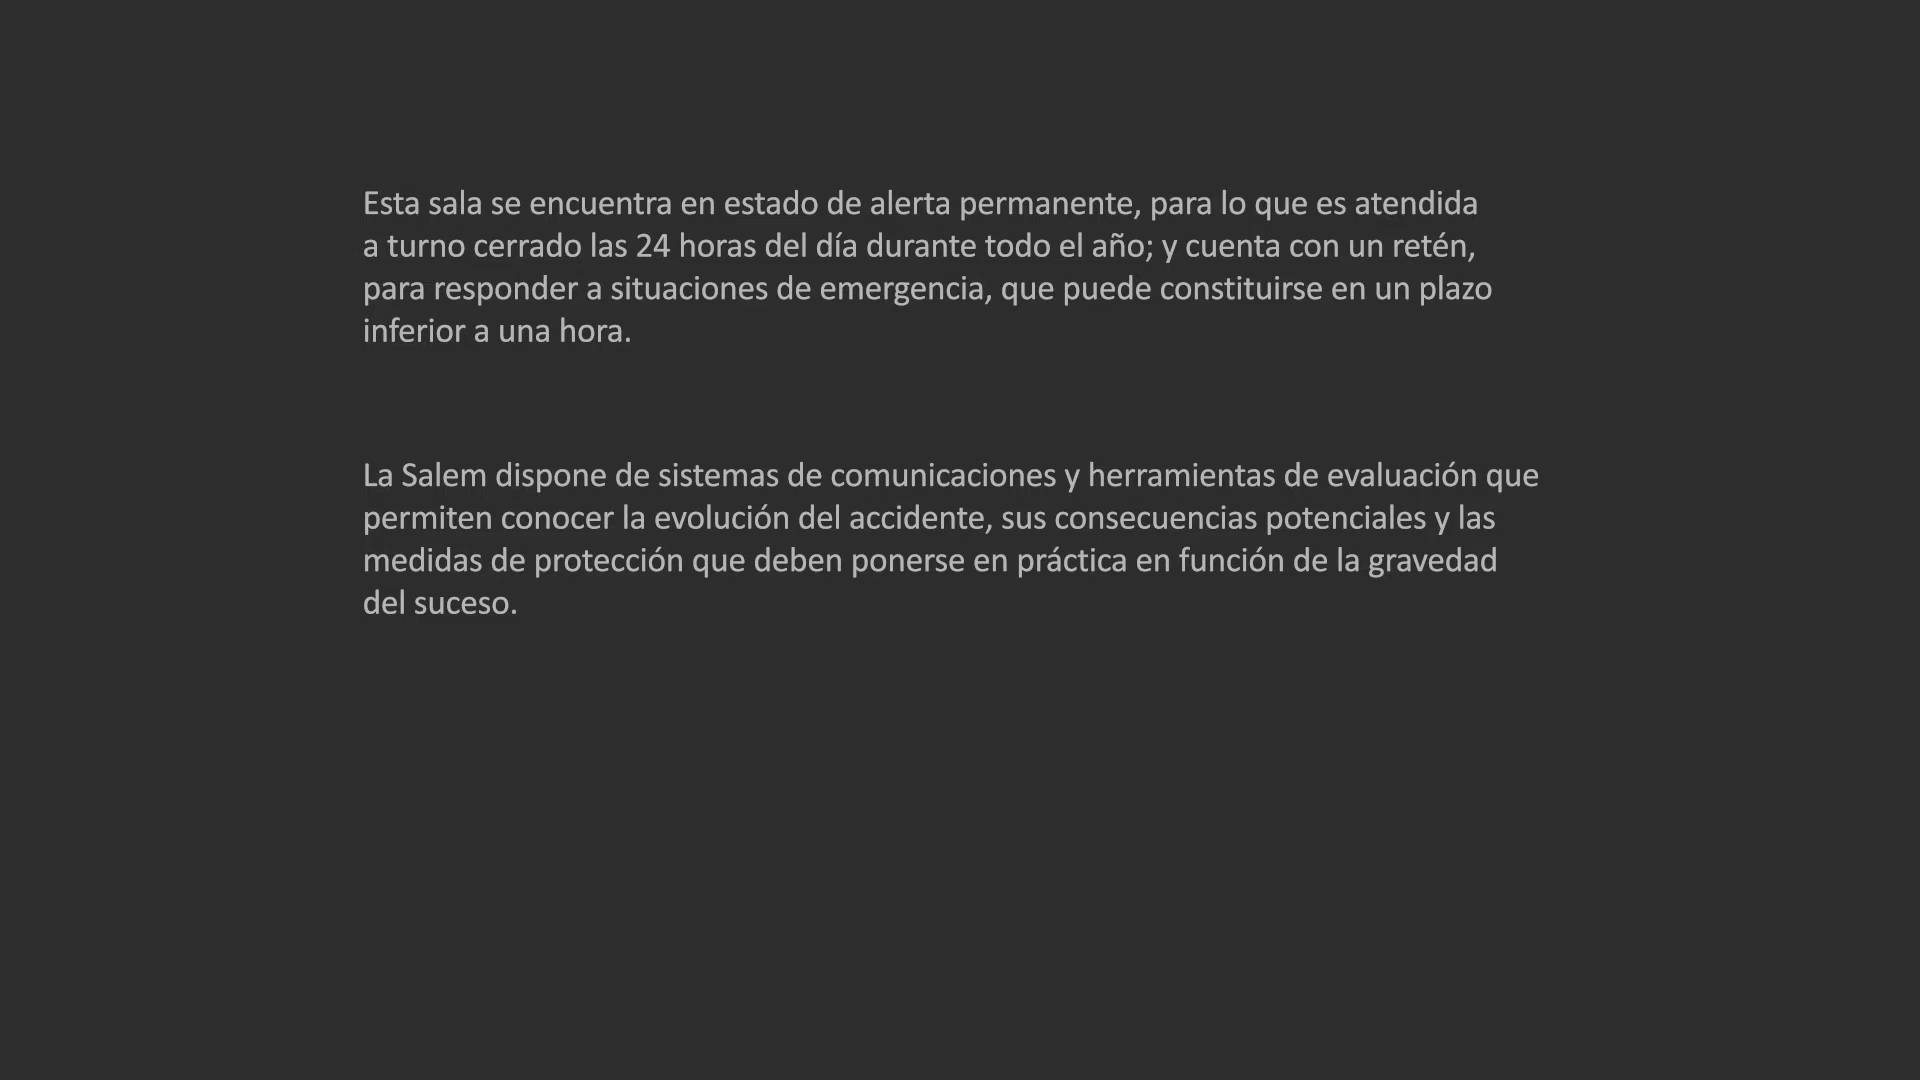 Esta sala se encuentra en estado de alerta permanente, para lo que es atendida
a turno cerrado las 24 horas del día durante todo el año; y cuenta con un retén,
para responder a situaciones de emergencia, que puede constituirse en un plazo
inferior a una hora.
La Salem dispone de sistemas de comunicaciones y herramientas de evaluación que
permiten conocer la evolución del accidente, sus consecuencias potenciales y las
medidas de protección que deben ponerse en práctica en función de la gravedad
del suceso.